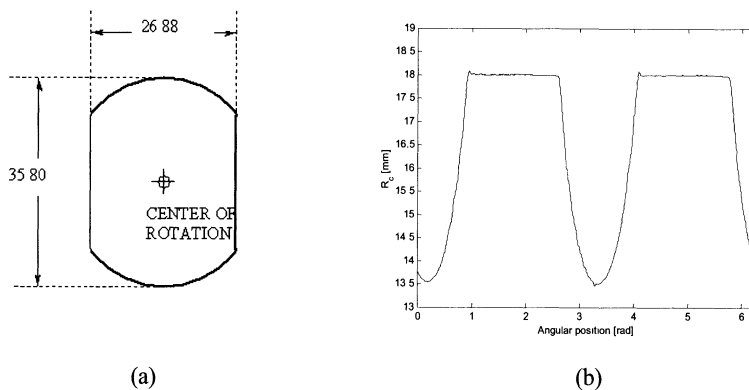 26 88
35 80
CENTER OF
ROTATION
(a)
19
18 5
18
17 5
17
16 5
16
15 5
15
14 5
14
13 5
13
R_c [mm]
0 1 2 3 4 5 6
Angular position [rad]
(b)